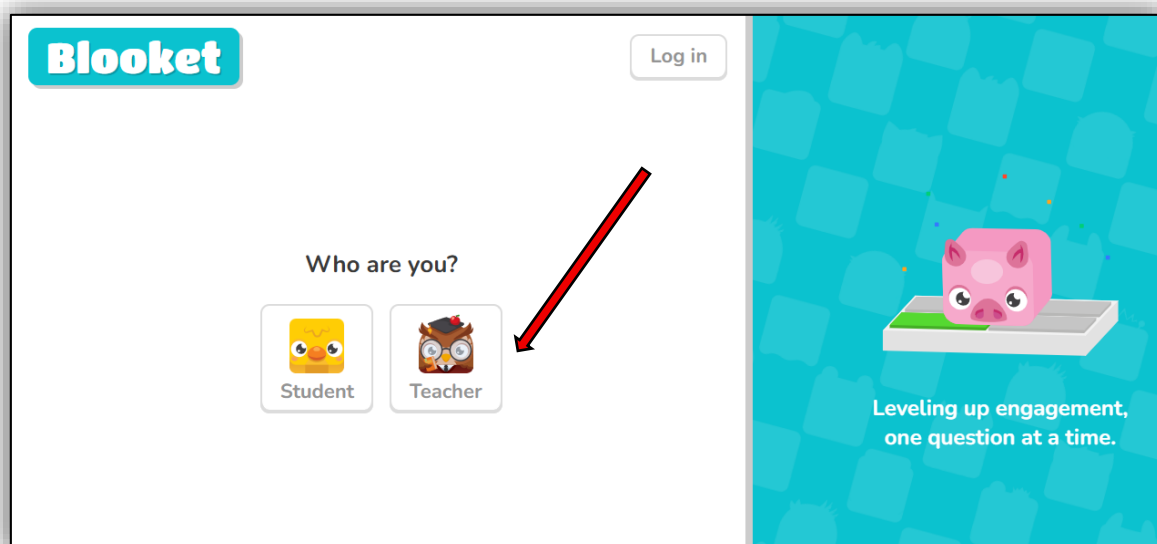 Blooket
Log in
Who are you?
Student
Teacher
Leveling up engagement,
one question at a time.